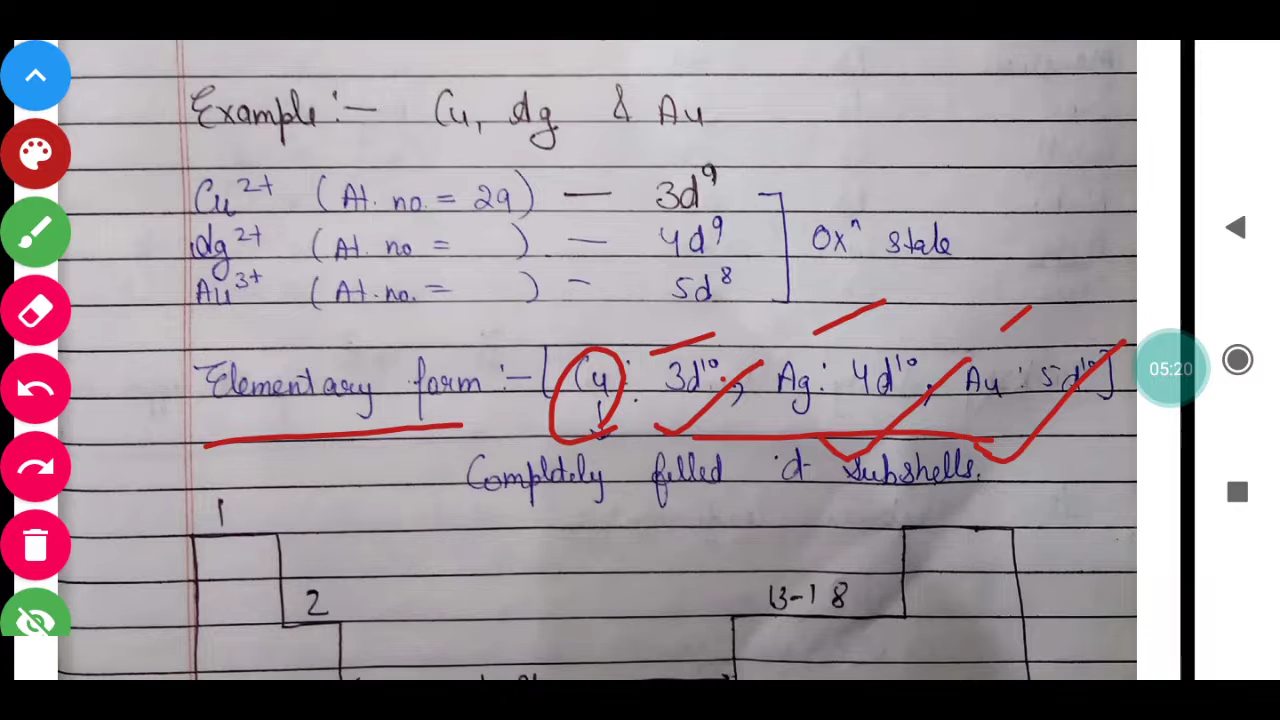 Example:- Cu, Ag & Au
Cu²⁺ (At. no. = 29) — 3d⁹
Ag²⁺ (At. no = ) — 4d⁹
Oxⁿ state
Au³⁺ (At. no. = ) - 5d⁸
Elementary form :- [Cu: 3d¹⁰, Ag: 4d¹⁰, Au: 5d¹⁰]
05:20
Completely filled 'd' Subshells.
1
2
13-18